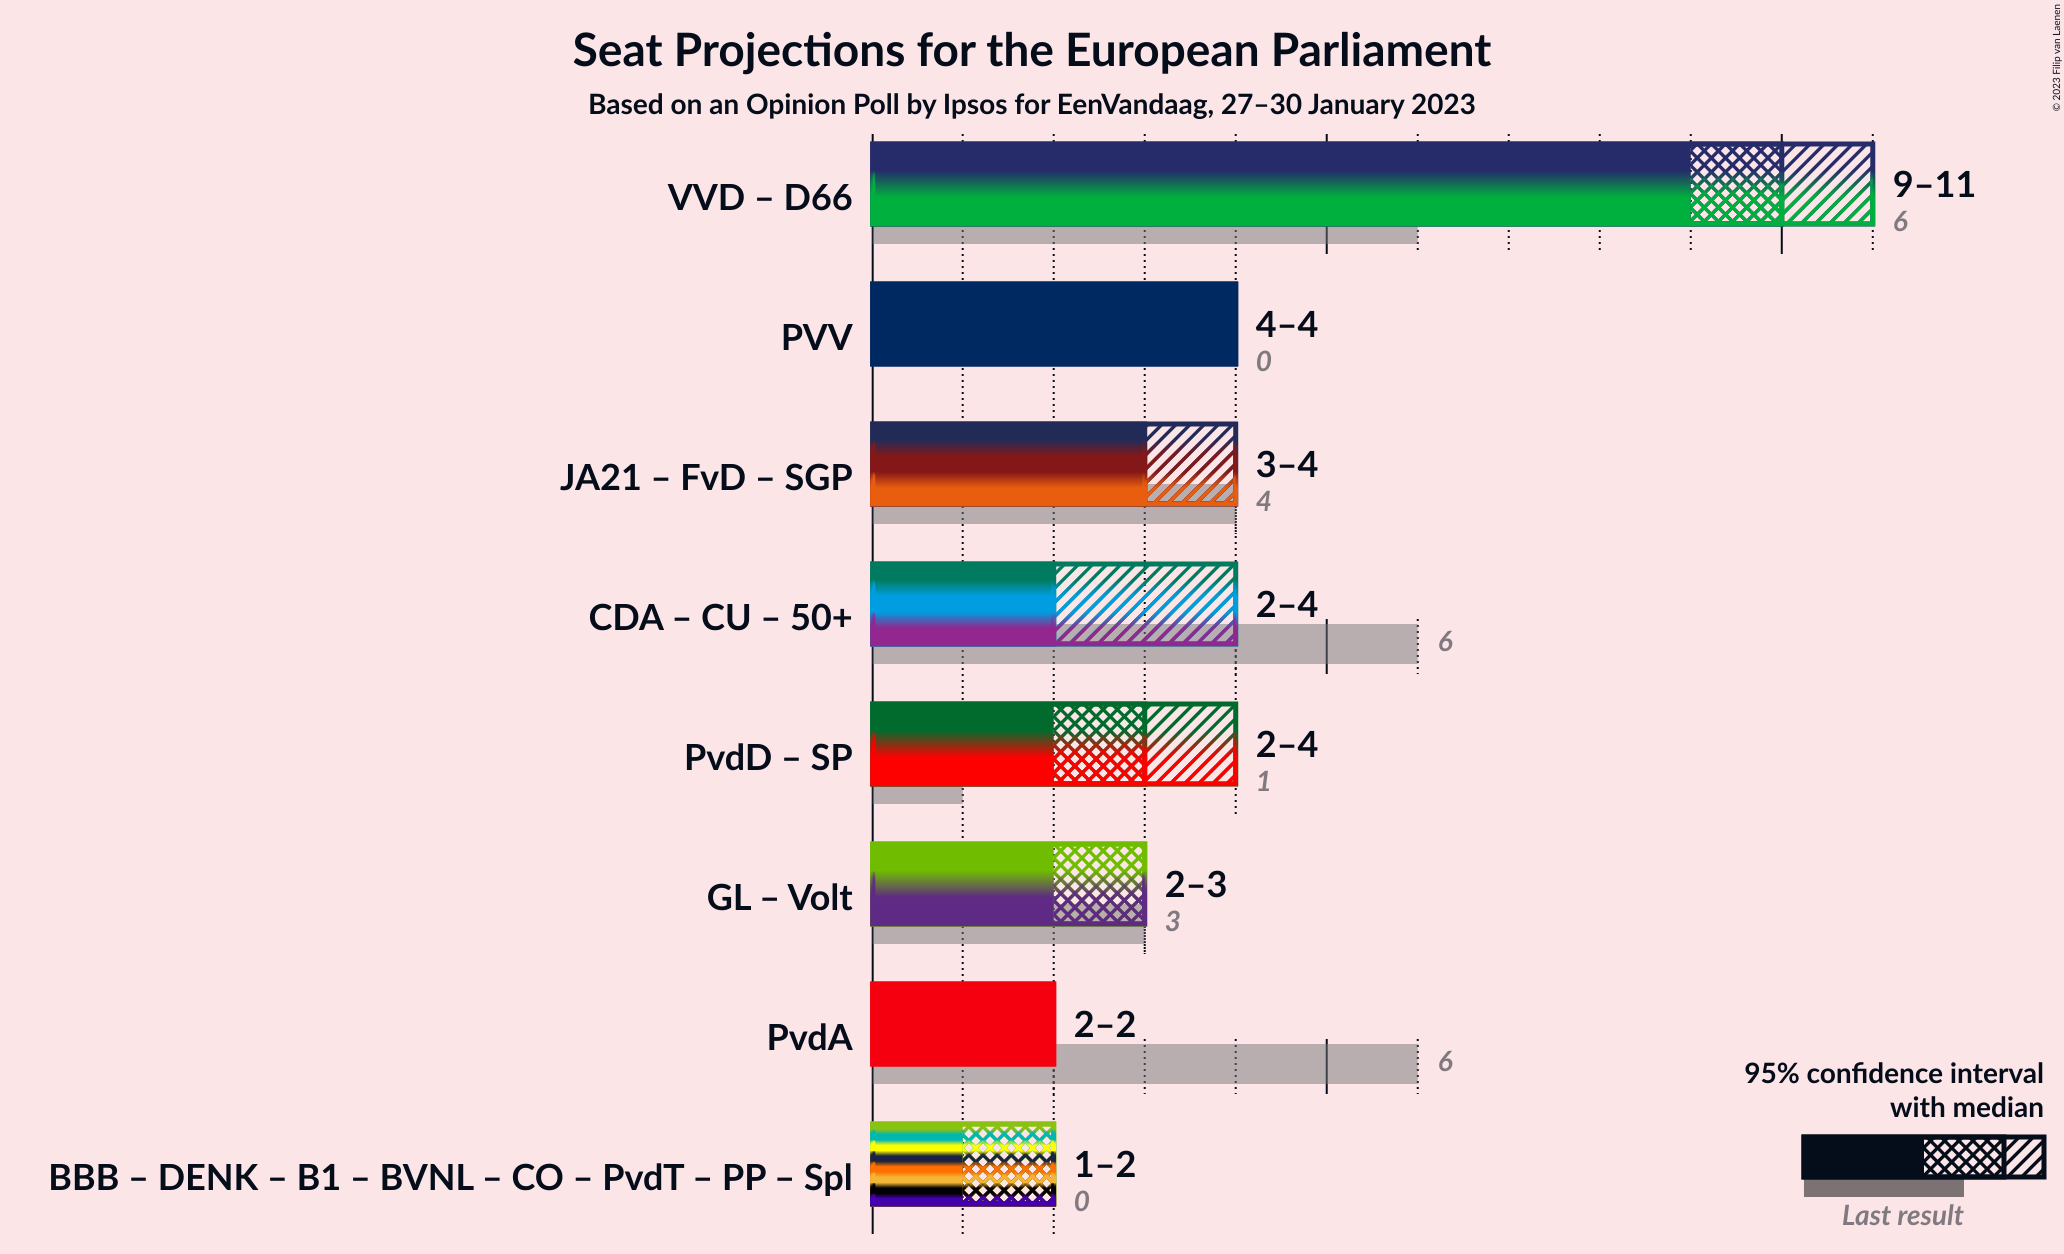 Seat Projections for the European Parliament
Based on an Opinion Poll by Ipsos for EenVandaag, 27–30 January 2023
© 2023 Filip van Laenen
VVD – D66
9–11
6
PVV
4–4
0
JA21 – FvD – SGP
3–4
4
CDA – CU – 50+
2–4
6
PvdD – SP
2–4
1
GL – Volt
2–3
3
PvdA
2–2
6
BBB – DENK – B1 – BVNL – CO – PvdT – PP – Spl
1–2
0
95% confidence interval
with median
Last result